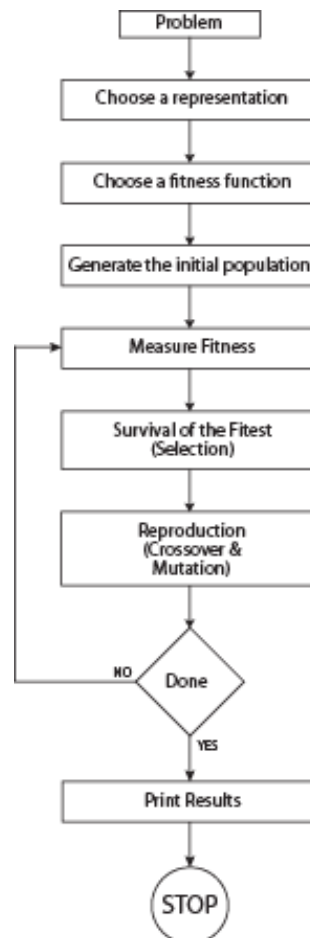 Problem
Choose a representation
Choose a fitness function
Generate the initial population
Measure Fitness
Survival of the Fitest
(Selection)
Reproduction
(Crossover &
Mutation)
Done
NO
YES
Print Results
STOP